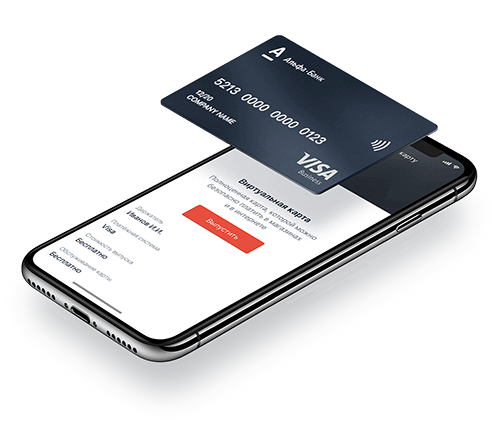 А
Альфа·Банк
5213 0000 0000 0123
12/20
COMPANY NAME
VISA
Business
карту
Виртуальная карта
Полноценная карта, которой можно
безопасно платить в магазинах
и в интернете
Выпустить
Держатель
Иванов И.И.
Платёжная система
Visa
Стоимость выпуска
Бесплатно
Обслуживание карты
Бесплатно